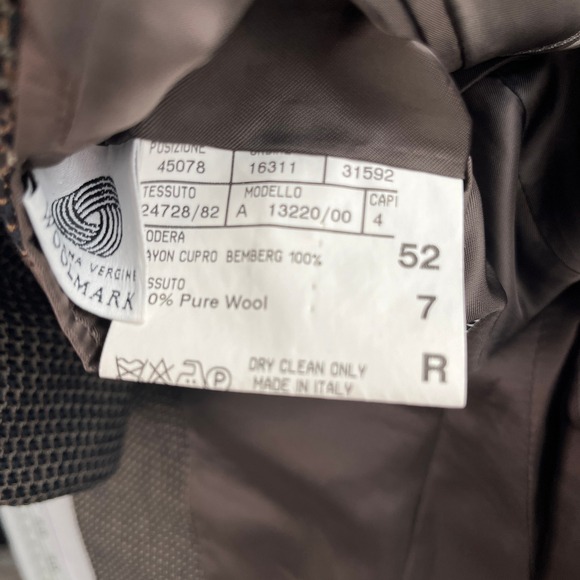 POSIZIONE
45078 16311 31592
TESSUTO MODELLO CAPI
24728/82 A 13220/00 4
ODERA
AYON CUPRO BEMBERG 100% 52
SSUTO
0% Pure Wool 7
DRY CLEAN ONLY R
MADE IN ITALY
NA VERGINE
WOOLMARK